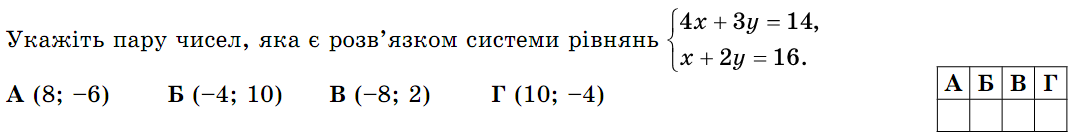 Укажіть пару чисел, яка є розв’язком системи рівнянь {4x + 3y = 14,
x + 2y = 16.
А (8; −6) Б (−4; 10) В (−8; 2) Г (10; −4)
А Б В Г